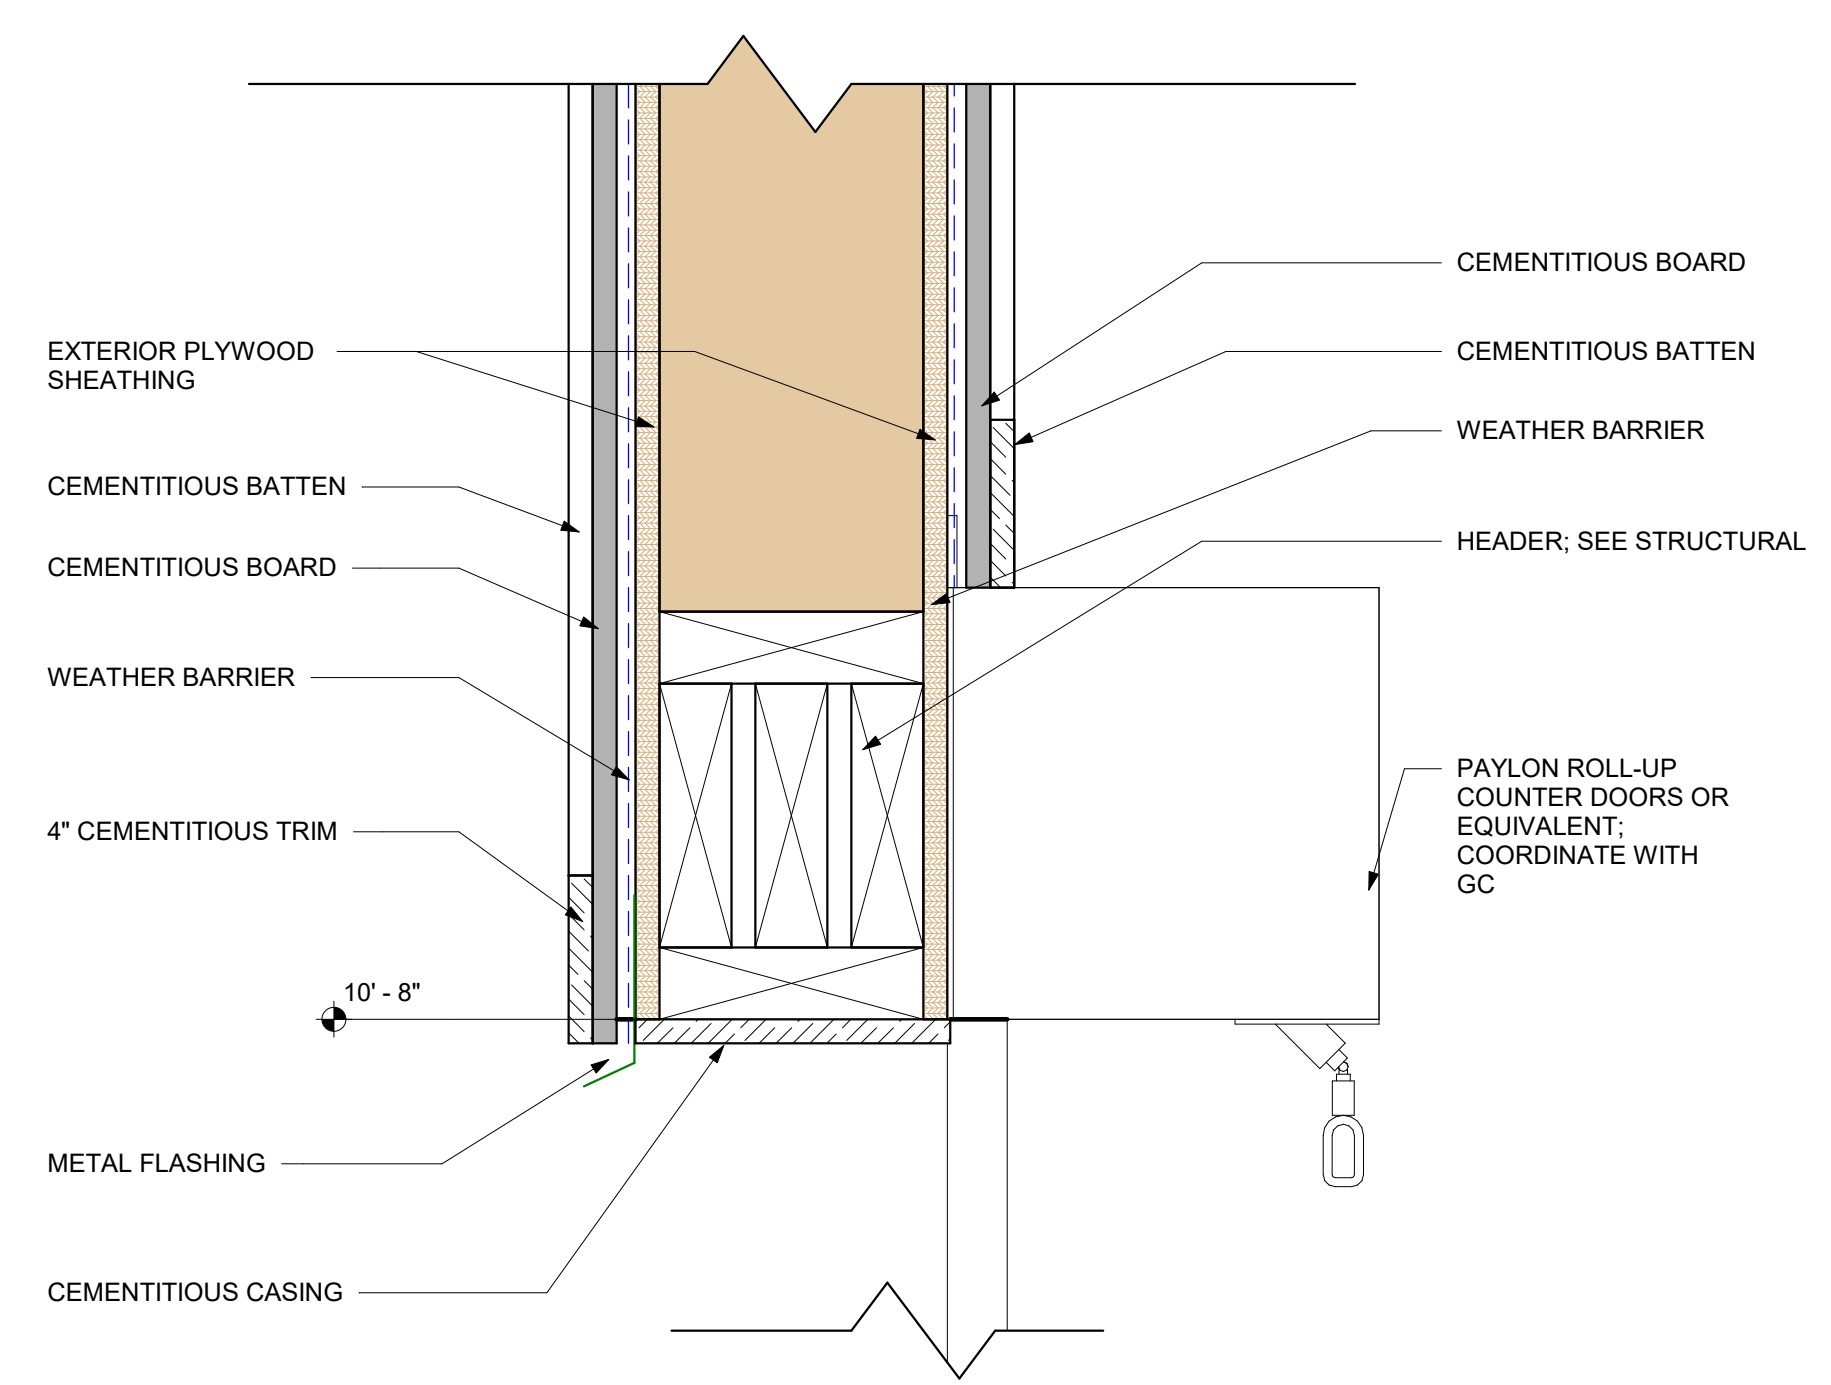 EXTERIOR PLYWOOD
SHEATHING
CEMENTITIOUS BATTEN
CEMENTITIOUS BOARD
WEATHER BARRIER
4" CEMENTITIOUS TRIM
10' - 8"
METAL FLASHING
CEMENTITIOUS CASING
CEMENTITIOUS BOARD
CEMENTITIOUS BATTEN
WEATHER BARRIER
HEADER; SEE STRUCTURAL
PAYLON ROLL-UP
COUNTER DOORS OR
EQUIVALENT;
COORDINATE WITH
GC